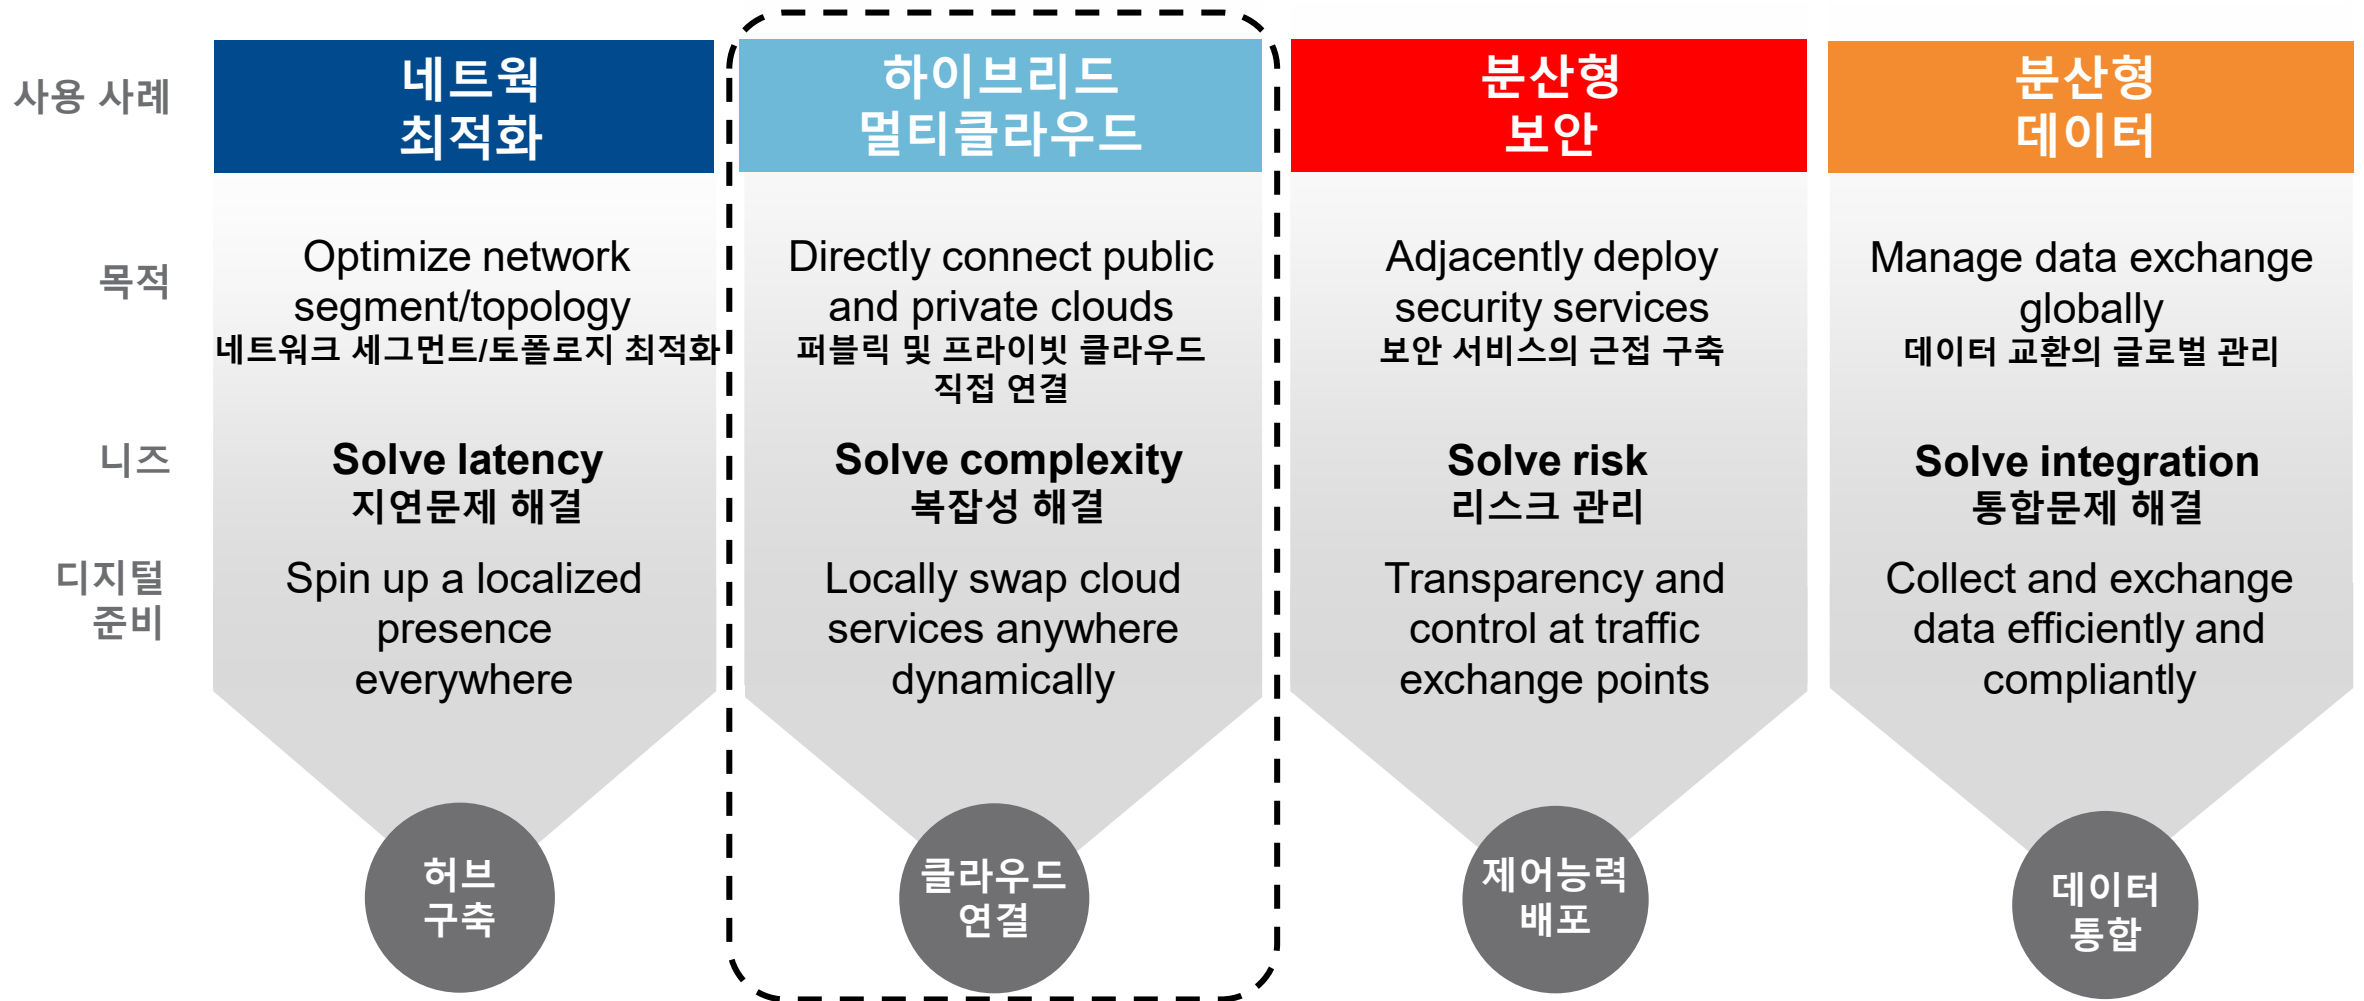 사용 사례
네트웍
최적화
하이브리드
멀티클라우드
분산형
보안
분산형
데이터
목적
Optimize network
segment/topology
네트워크 세그먼트/토폴로지 최적화
Directly connect public
and private clouds
퍼블릭 및 프라이빗 클라우드
직접 연결
Adjacently deploy
security services
보안 서비스의 근접 구축
Manage data exchange
globally
데이터 교환의 글로벌 관리
니즈
Solve latency
지연문제 해결
Solve complexity
복잡성 해결
Solve risk
리스크 관리
Solve integration
통합문제 해결
디지털
준비
Spin up a localized
presence
everywhere
Locally swap cloud
services anywhere
dynamically
Transparency and
control at traffic
exchange points
Collect and exchange
data efficiently and
compliantly
허브
구축
클라우드
연결
제어능력
배포
데이터
통합